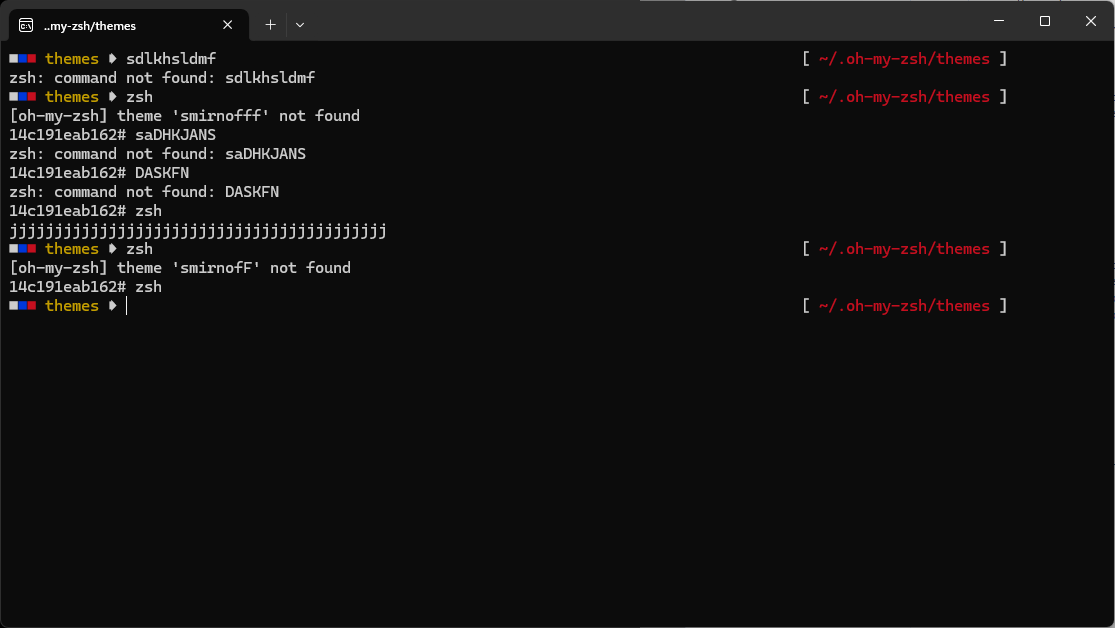 ..my-zsh/themes
themes ❥ sdlkhsldmf [ ~/.oh-my-zsh/themes ]
zsh: command not found: sdlkhsldmf
themes ❥ zsh [ ~/.oh-my-zsh/themes ]
[oh-my-zsh] theme 'smirnofff' not found
14c191eab162# saDHKJANS
zsh: command not found: saDHKJANS
14c191eab162# DASKFN
zsh: command not found: DASKFN
14c191eab162# zsh
jjjjjjjjjjjjjjjjjjjjjjjjjjjjjjjjjjjjjjjjjj
themes ❥ zsh [ ~/.oh-my-zsh/themes ]
[oh-my-zsh] theme 'smirnofF' not found
14c191eab162# zsh
themes ❥ [ ~/.oh-my-zsh/themes ]